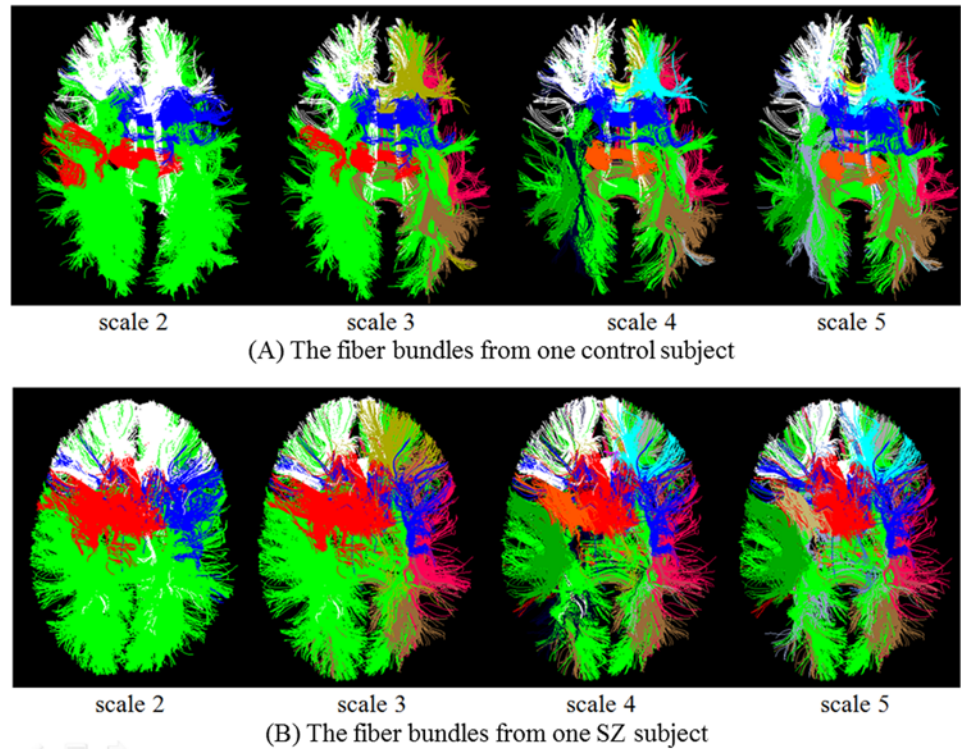 scale 2 scale 3 scale 4 scale 5
(A) The fiber bundles from one control subject
scale 2 scale 3 scale 4 scale 5
(B) The fiber bundles from one SZ subject